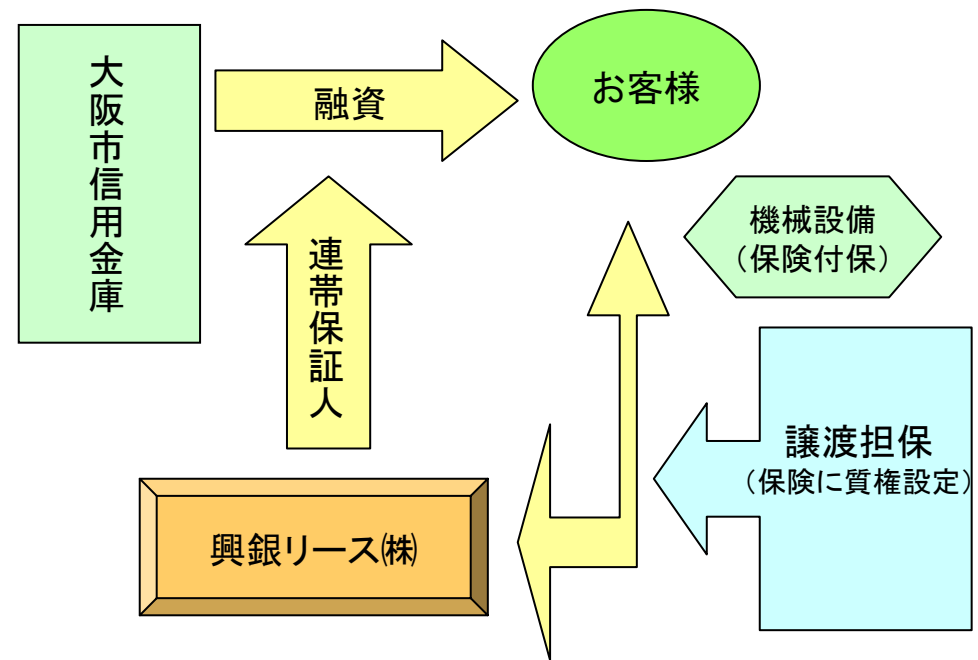 大阪市信用金庫
融資
お客様
機械設備
（保険付保）
連帯保証人
譲渡担保
（保険に質権設定）
興銀リース㈱